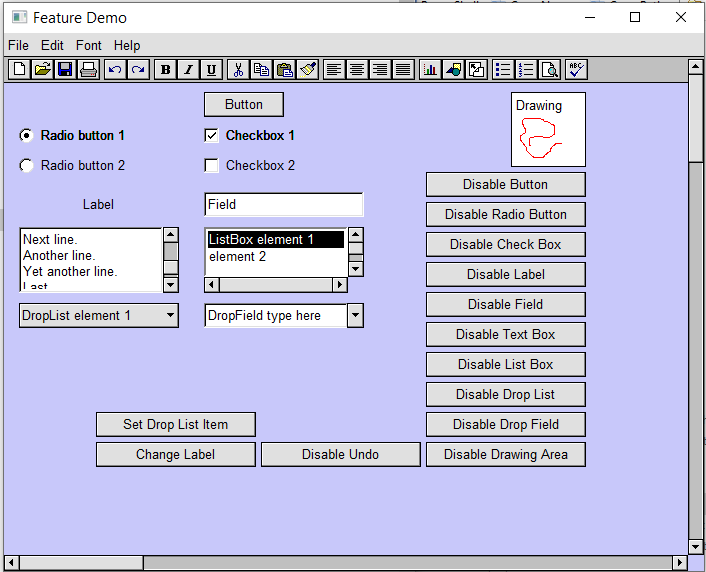 Feature Demo
File Edit Font Help
B I U
ABC
Button
Drawing
Radio button 1
Checkbox 1
Radio button 2
Checkbox 2
Disable Button
Label
Field
Disable Radio Button
Next line.
Another line.
Yet another line.
Last
ListBox element 1
element 2
Disable Check Box
Disable Label
Disable Field
DropList element 1
DropField type here
Disable Text Box
Disable List Box
Disable Drop List
Set Drop List Item
Disable Drop Field
Change Label
Disable Undo
Disable Drawing Area